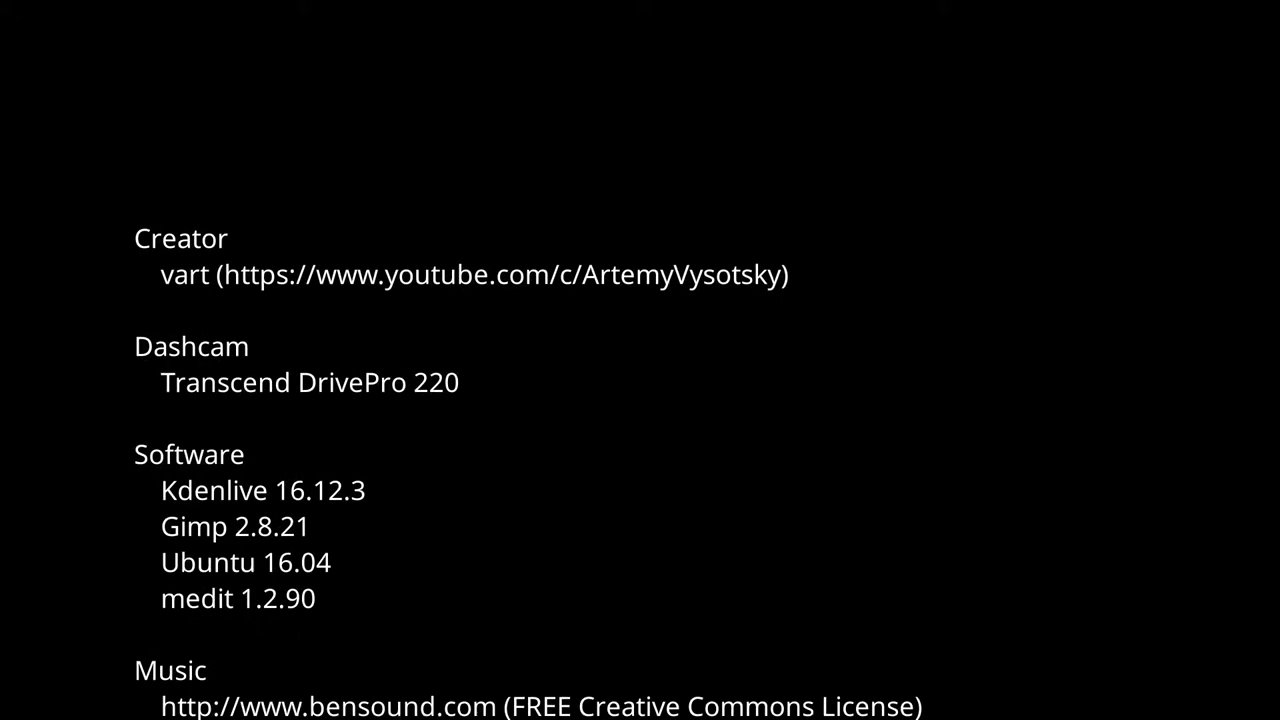 Creator
vart (https://www.youtube.com/c/ArtemyVysotsky)
Dashcam
Transcend DrivePro 220
Software
Kdenlive 16.12.3
Gimp 2.8.21
Ubuntu 16.04
medit 1.2.90
Music
http://www.bensound.com (FREE Creative Commons License)